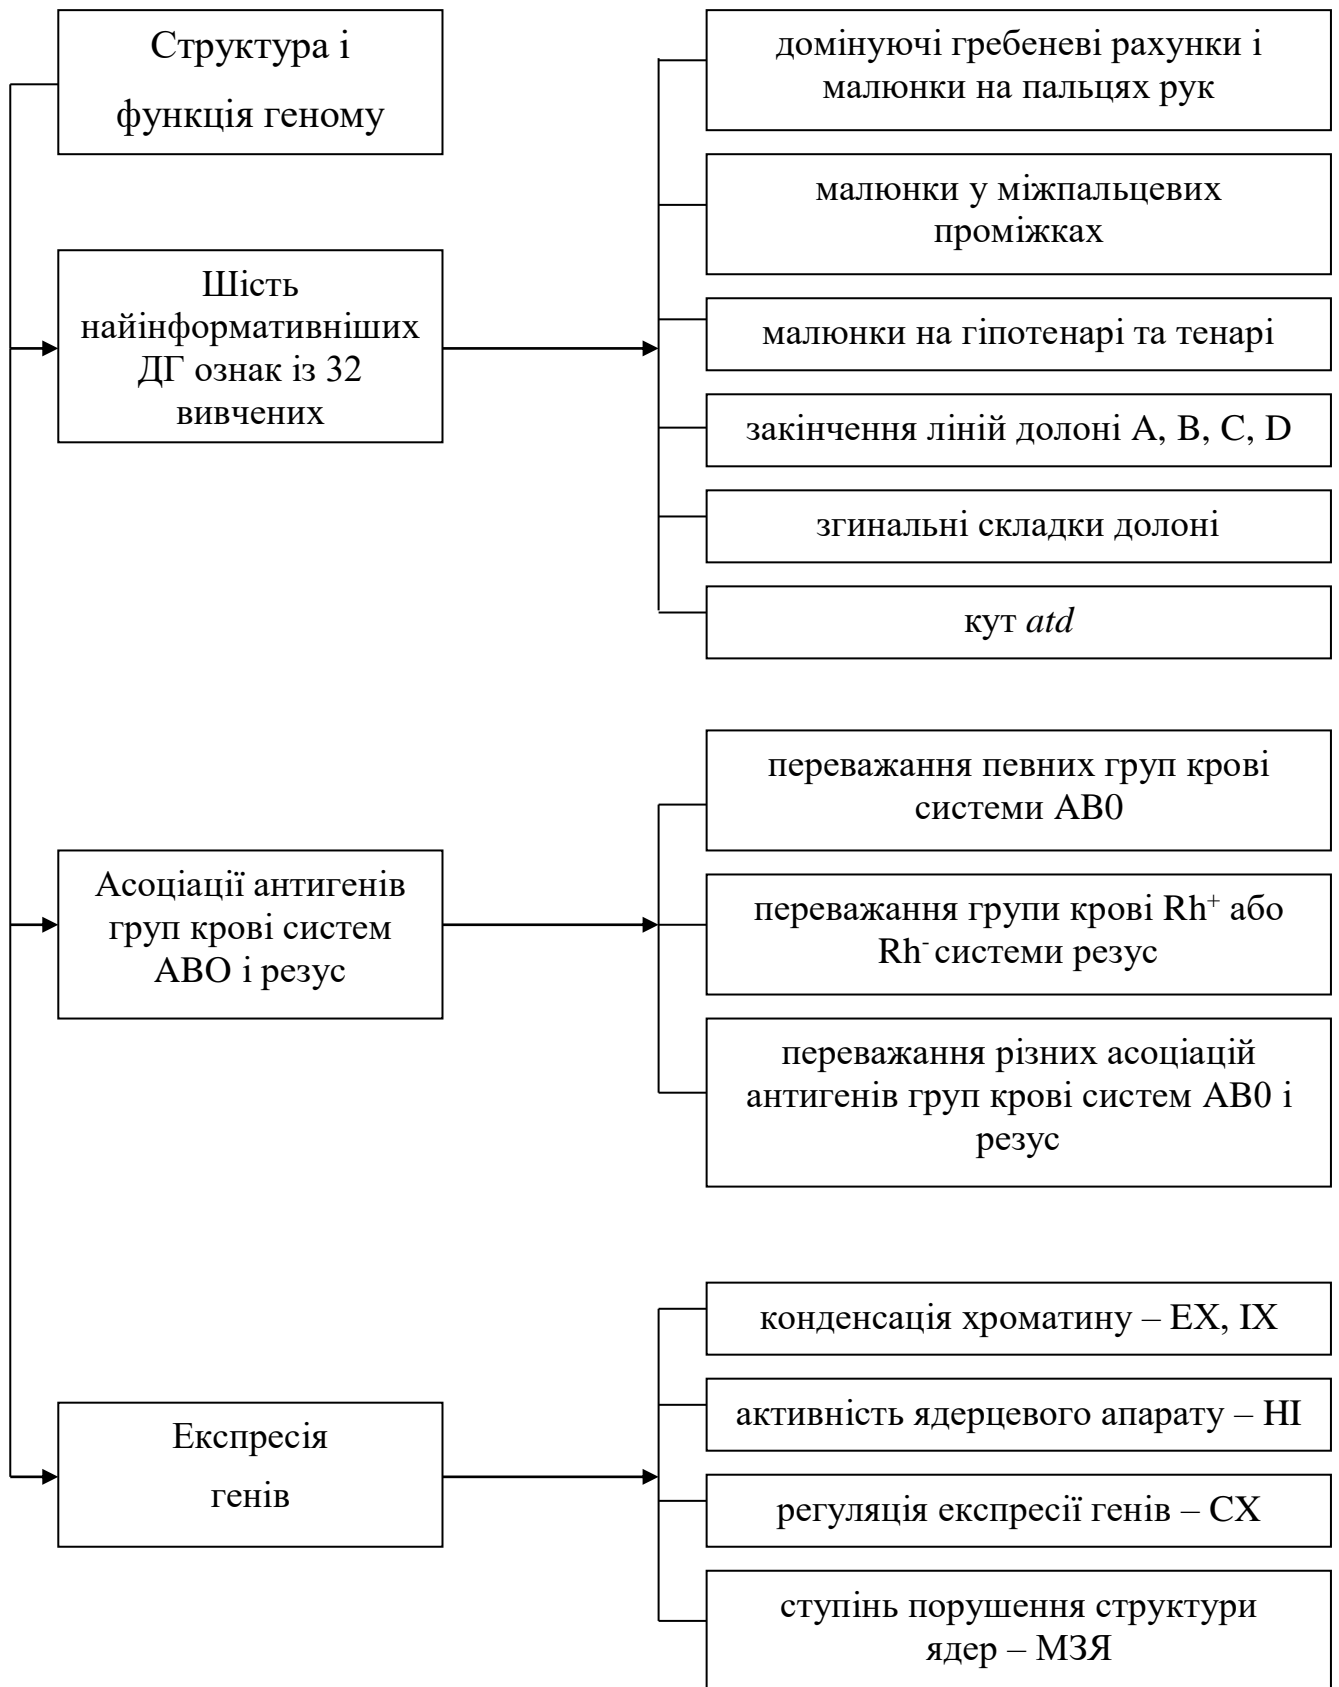 Структура і
функція геному
домінуючі гребеневі рахунки і
малюнки на пальцях рук
малюнки у міжпальцевих
проміжках
Шість
найінформативніших
ДГ ознак із 32
вивчених
малюнки на гіпотенарі та тенарі
закінчення ліній долоні A, B, C, D
згинальні складки долоні
кут atd
Асоціації антигенів
груп крові систем
АВО і резус
переважання певних груп крові
системи АВ0
переважання групи крові Rh⁺ або
Rh⁻ системи резус
переважання різних асоціацій
антигенів груп крові систем АВ0 і
резус
Експресія
генів
конденсація хроматину – ЕХ, ІХ
активність ядерцевого апарату – НІ
регуляція експресії генів – СХ
ступінь порушення структури
ядер – МЗЯ